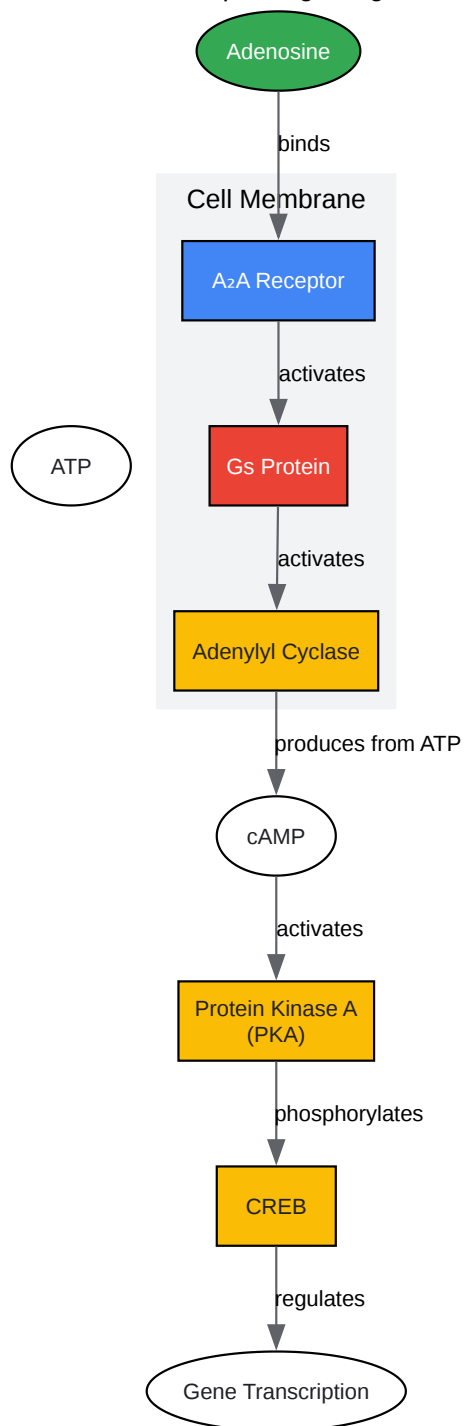 Adenosine
binds
Cell Membrane
A₂A Receptor
activates
ATP
Gs Protein
activates
Adenylyl Cyclase
produces from ATP
cAMP
activates
Protein Kinase A
(PKA)
phosphorylates
CREB
regulates
Gene Transcription